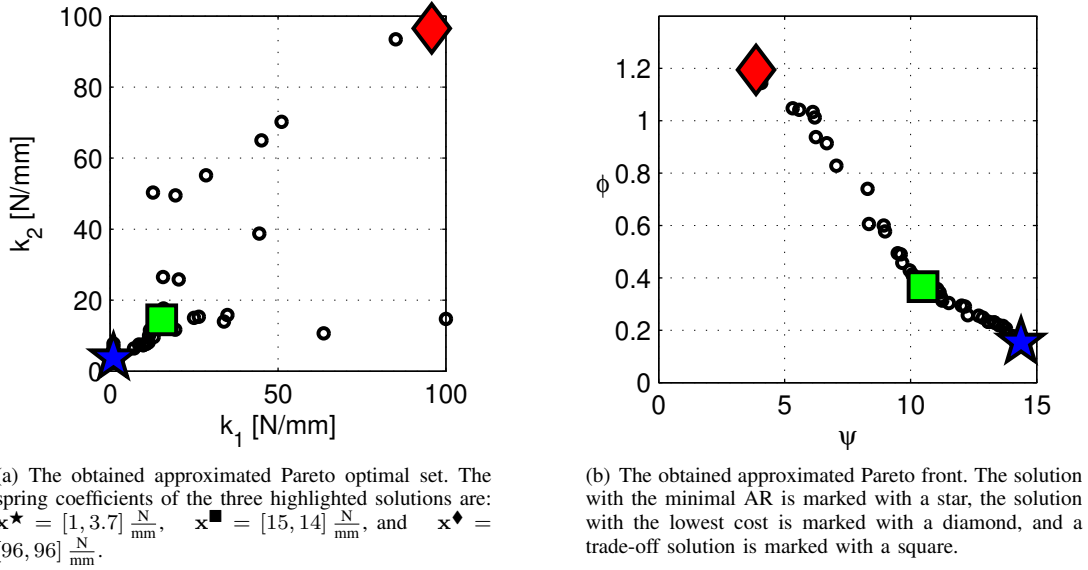 100
80
60
40
20
0
k2 [N/mm]
0
50
100
k1 [N/mm]
1.2
1
0.8
0.6
0.4
0.2
0
ϕ
0
5
10
15
ψ
(a) The obtained approximated Pareto optimal set. The
spring coefficients of the three highlighted solutions are:
x★ = [1, 3.7] N/mm, x■ = [15, 14] N/mm, and x♦ =
[96, 96] N/mm.
(b) The obtained approximated Pareto front. The solution
with the minimal AR is marked with a star, the solution
with the lowest cost is marked with a diamond, and a
trade-off solution is marked with a square.